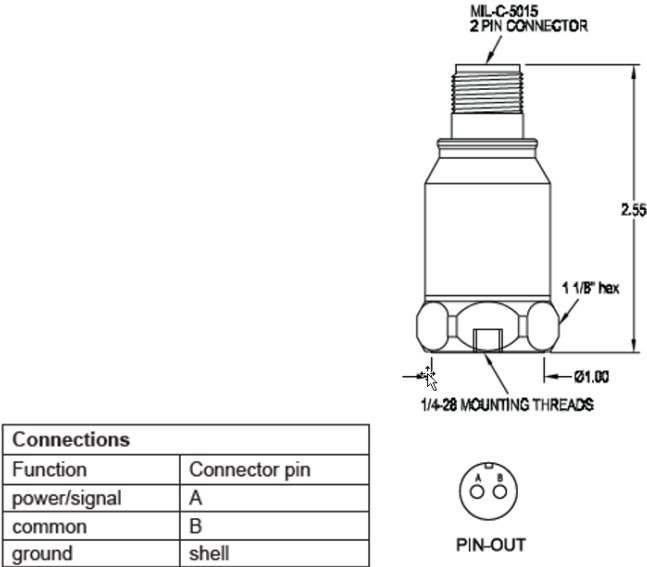 MIL-C-5015
2 PIN CONNECTOR
2.55
1 1/8" hex
Ø1.00
1/4-28 MOUNTING THREADS
Connections
Function Connector pin
power/signal A
common B
ground shell
A B
PIN-OUT